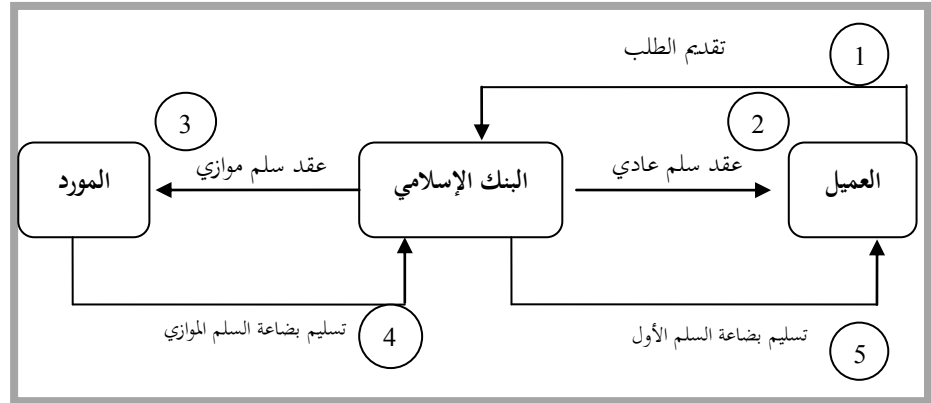 تقديم الطلب
1
2
3
العميل
عقد سلم عادي
البنك الإسلامي
عقد سلم موازي
المورد
تسليم بضاعة السلم الموازي
4
تسليم بضاعة السلم الأول
5